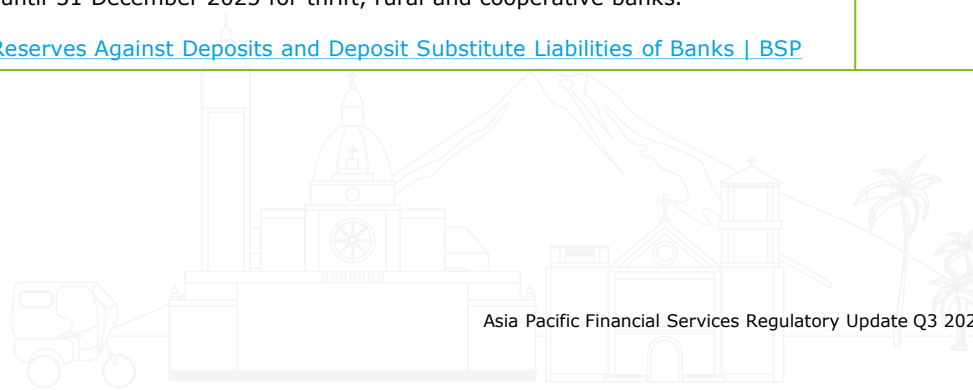 until 31 December 2025 for thrift, rural and cooperative banks.
Reserves Against Deposits and Deposit Substitute Liabilities of Banks | BSP
Asia Pacific Financial Services Regulatory Update Q3 202